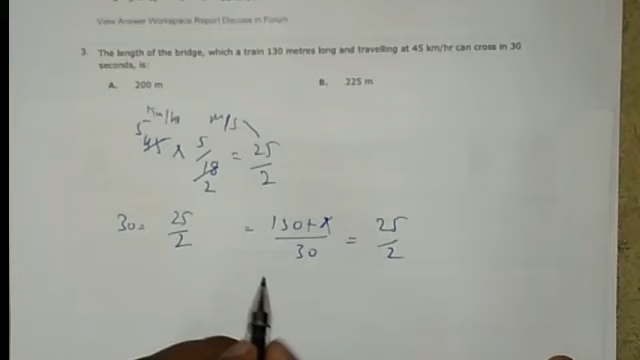 View Answer Workspace Report Discuss in Forum
3. The length of the bridge, which a train 130 metres long and travelling at 45 km/hr can cross in 30
seconds, is:
A. 200 m B. 225 m
Km/hr m/s
5
45 x 5/18 = 25/2
2
30= 25/2 = 130+x/30 = 25/2